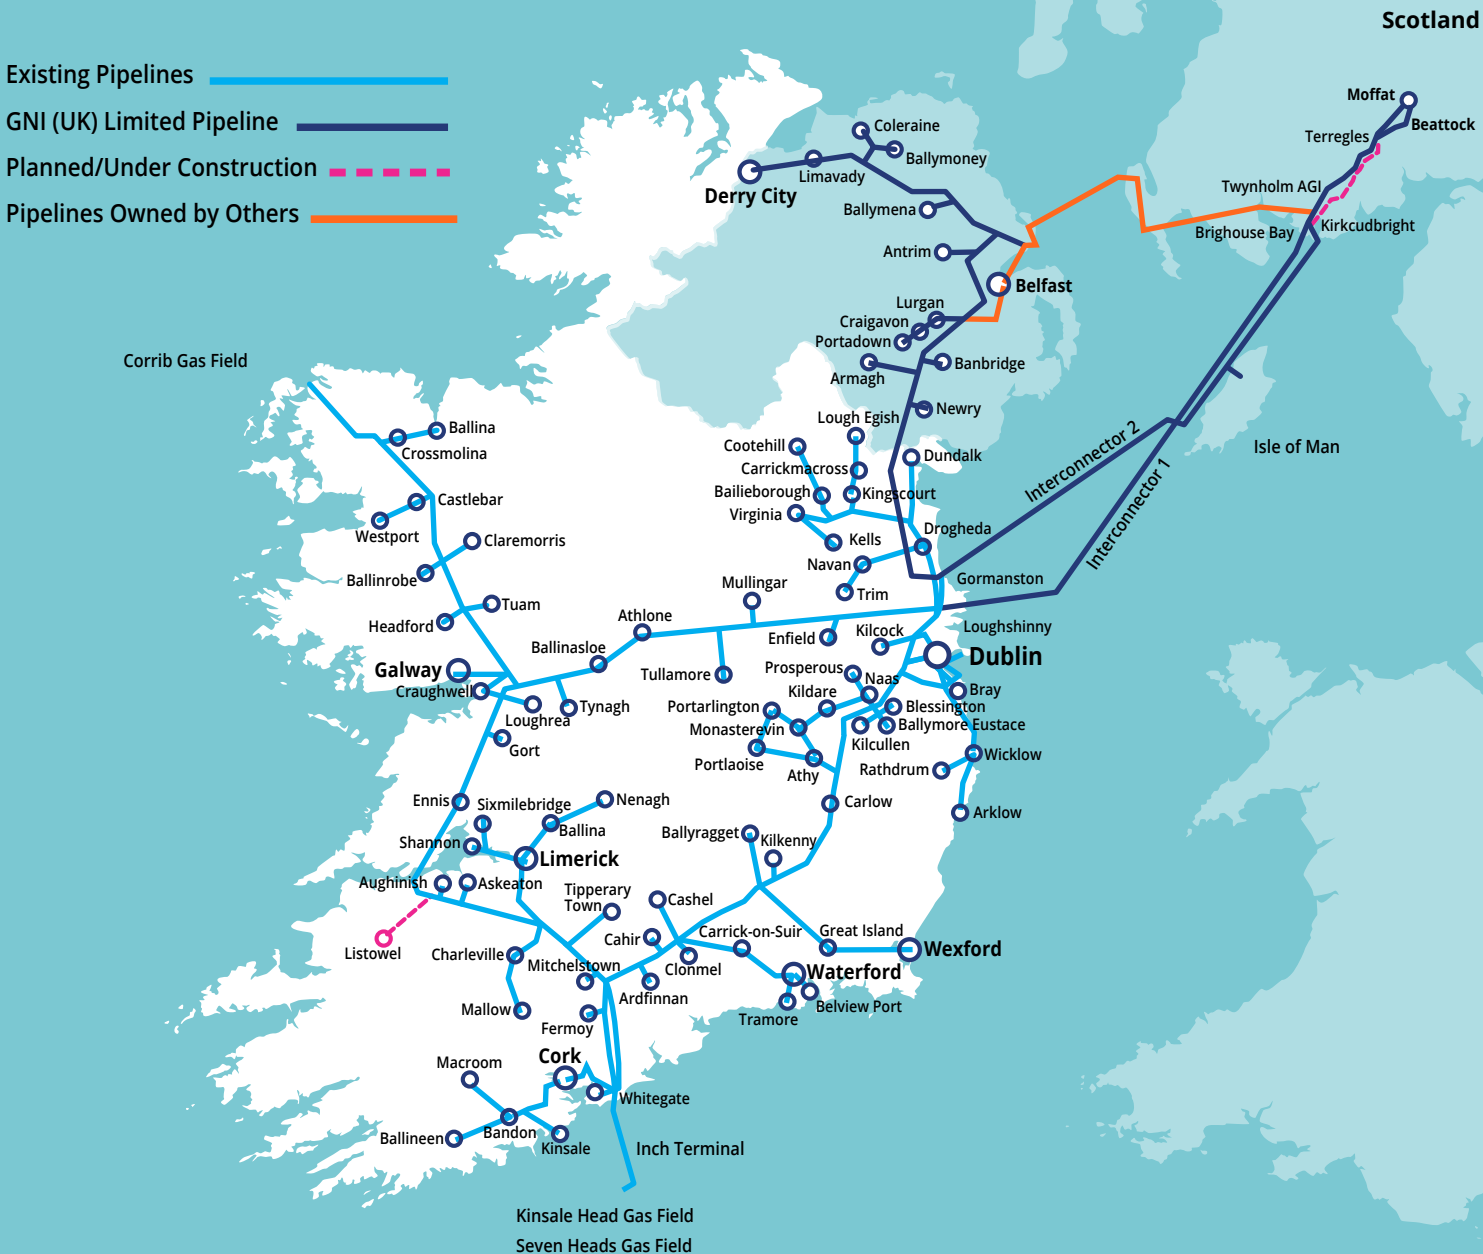 Scotland
Existing Pipelines
GNI (UK) Limited Pipeline
Planned/Under Construction
Pipelines Owned by Others
Moffat
Beattock
Terregles
Twynholm AGI
Brighouse Bay
Kirkcudbright
Coleraine
Ballymoney
Limavady
Derry City
Ballymena
Antrim
Belfast
Lurgan
Craigavon
Portadown
Armagh
Banbridge
Newry
Corrib Gas Field
Ballina
Crossmolina
Castlebar
Westport
Claremorris
Ballinrobe
Tuam
Headford
Lough Egish
Cootehill
Carrickmacross
Dundalk
Bailieborough
Kingscourt
Virginia
Kells
Drogheda
Navan
Trim
Interconnector 2
Interconnector 1
Isle of Man
Gormanston
Mullingar
Athlone
Enfield
Kilcock
Loughshinny
Dublin
Ballinasloe
Galway
Craughwell
Loughrea
Tynagh
Gort
Tullamore
Prosperous
Naas
Kildare
Bray
Portarlington
Blessington
Monasterevin
Ballymore Eustace
Kilcullen
Portlaoise
Athy
Rathdrum
Wicklow
Ennis
Sixmilebridge
Nenagh
Carlow
Arklow
Shannon
Ballina
Limerick
Ballyragget
Kilkenny
Aughinish
Askeaton
Tipperary
Town
Cashel
Listowel
Charleville
Cahir
Carrick-on-Suir
Great Island
Wexford
Mitchelstown
Clonmel
Waterford
Ardfinnan
Belview Port
Mallow
Fermoy
Tramore
Cork
Macroom
Whitegate
Ballineen
Bandon
Kinsale
Inch Terminal
Kinsale Head Gas Field
Seven Heads Gas Field